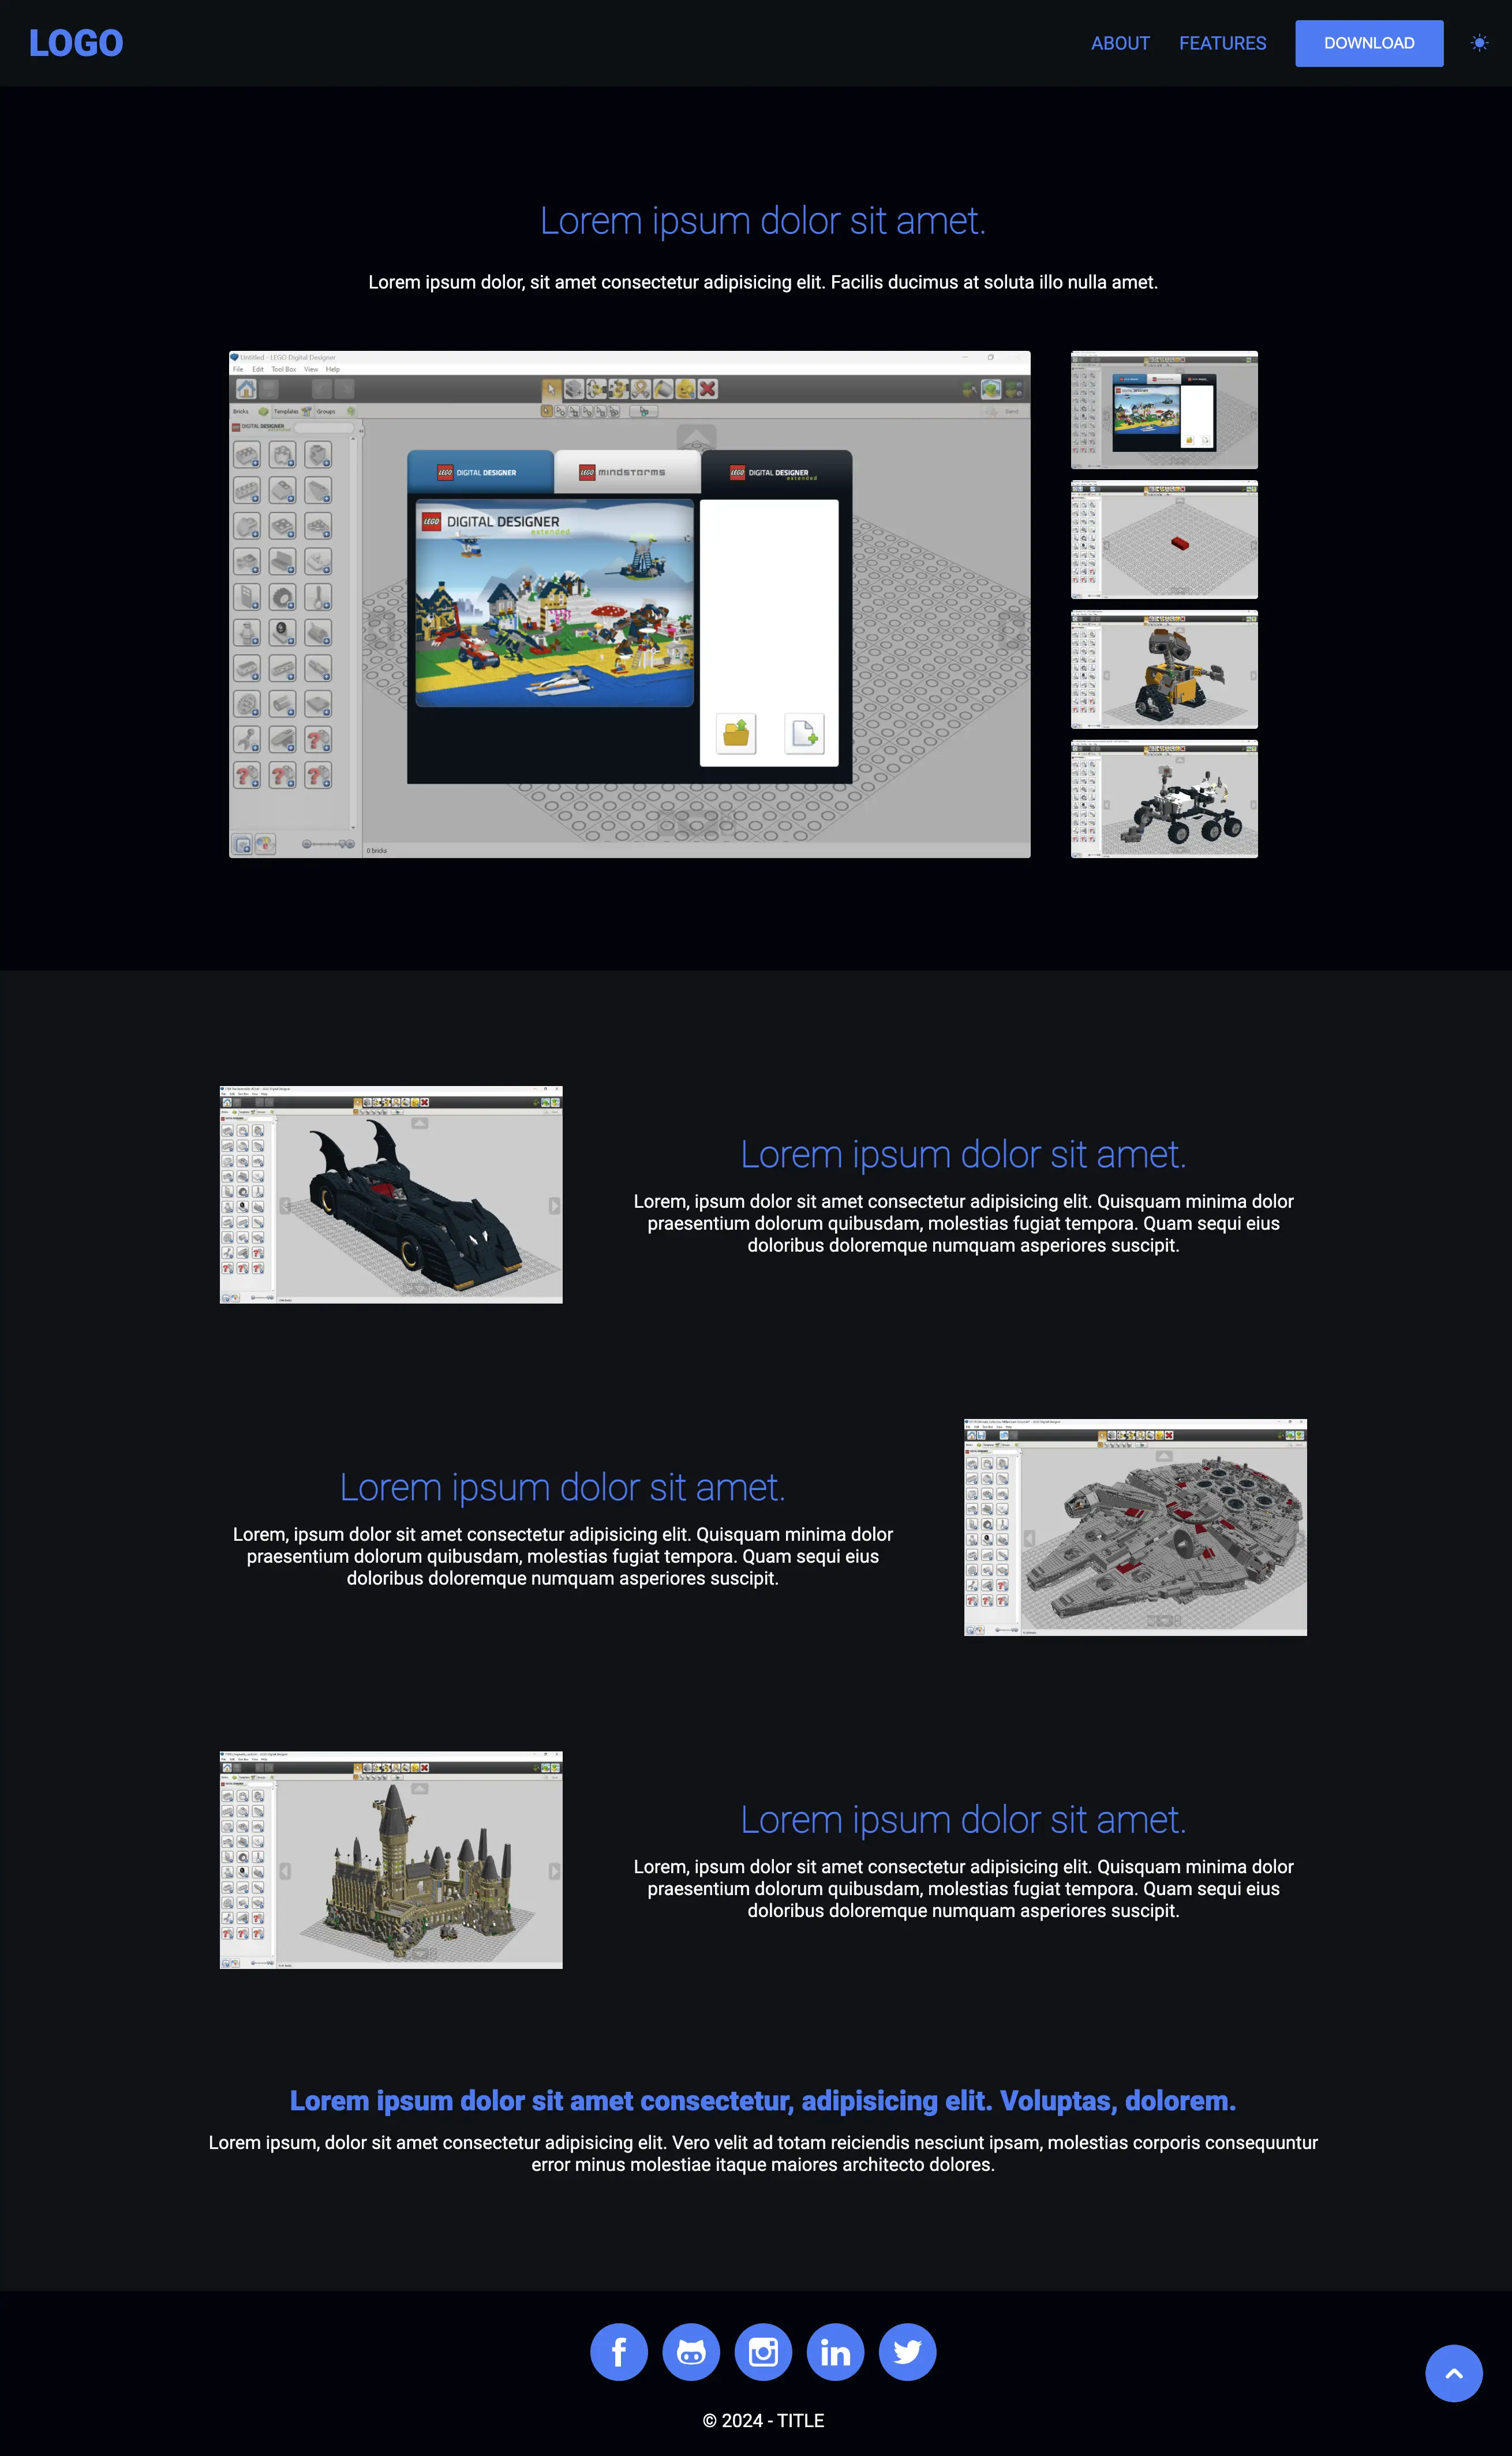 LOGO
ABOUT
FEATURES
DOWNLOAD
Lorem ipsum dolor sit amet.
Lorem ipsum dolor, sit amet consectetur adipisicing elit. Facilis ducimus at soluta illo nulla amet.
Untitled - LEGO Digital Designer
File Edit Tool Box View Help
Bricks Templates Groups
Send
DIGITAL DESIGNER
LEGO DIGITAL DESIGNER
LEGO mindstorms
LEGO DIGITAL DESIGNER extended
LEGO DIGITAL DESIGNER
extended
0 bricks
Lorem ipsum dolor sit amet.
Lorem, ipsum dolor sit amet consectetur adipisicing elit. Quisquam minima dolor
praesentium dolorum quibusdam, molestias fugiat tempora. Quam sequi eius
doloribus doloremque numquam asperiores suscipit.
Lorem ipsum dolor sit amet.
Lorem, ipsum dolor sit amet consectetur adipisicing elit. Quisquam minima dolor
praesentium dolorum quibusdam, molestias fugiat tempora. Quam sequi eius
doloribus doloremque numquam asperiores suscipit.
Lorem ipsum dolor sit amet.
Lorem, ipsum dolor sit amet consectetur adipisicing elit. Quisquam minima dolor
praesentium dolorum quibusdam, molestias fugiat tempora. Quam sequi eius
doloribus doloremque numquam asperiores suscipit.
Lorem ipsum dolor sit amet consectetur, adipisicing elit. Voluptas, dolorem.
Lorem ipsum, dolor sit amet consectetur adipisicing elit. Vero velit ad totam reiciendis nesciunt ipsam, molestias corporis consequuntur
error minus molestiae itaque maiores architecto dolores.
© 2024 - TITLE